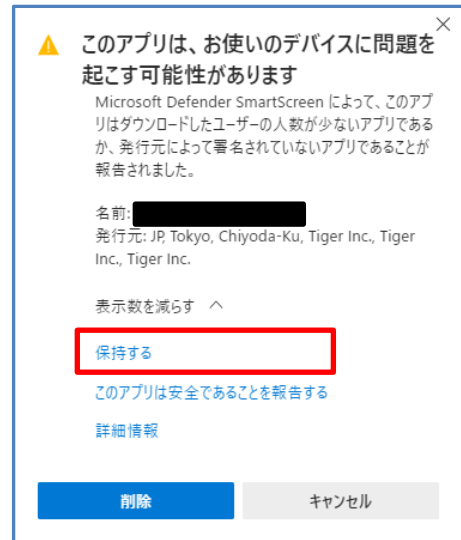 このアプリは、お使いのデバイスに問題を
起こす可能性があります
Microsoft Defender SmartScreen によって、このアプ
リはダウンロードしたユーザーの人数が少ないアプリである
か、発行元によって署名されていないアプリであることが
報告されました。
名前:
発行元: JP, Tokyo, Chiyoda-Ku, Tiger Inc., Tiger
Inc., Tiger Inc.
表示数を減らす
保持する
このアプリは安全であることを報告する
詳細情報
削除
キャンセル